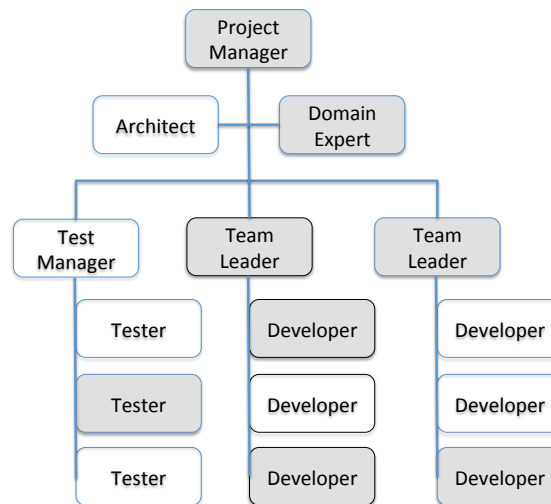 Project
Manager
Architect
Domain
Expert
Test
Manager
Team
Leader
Team
Leader
Tester
Developer
Developer
Tester
Developer
Developer
Tester
Developer
Developer